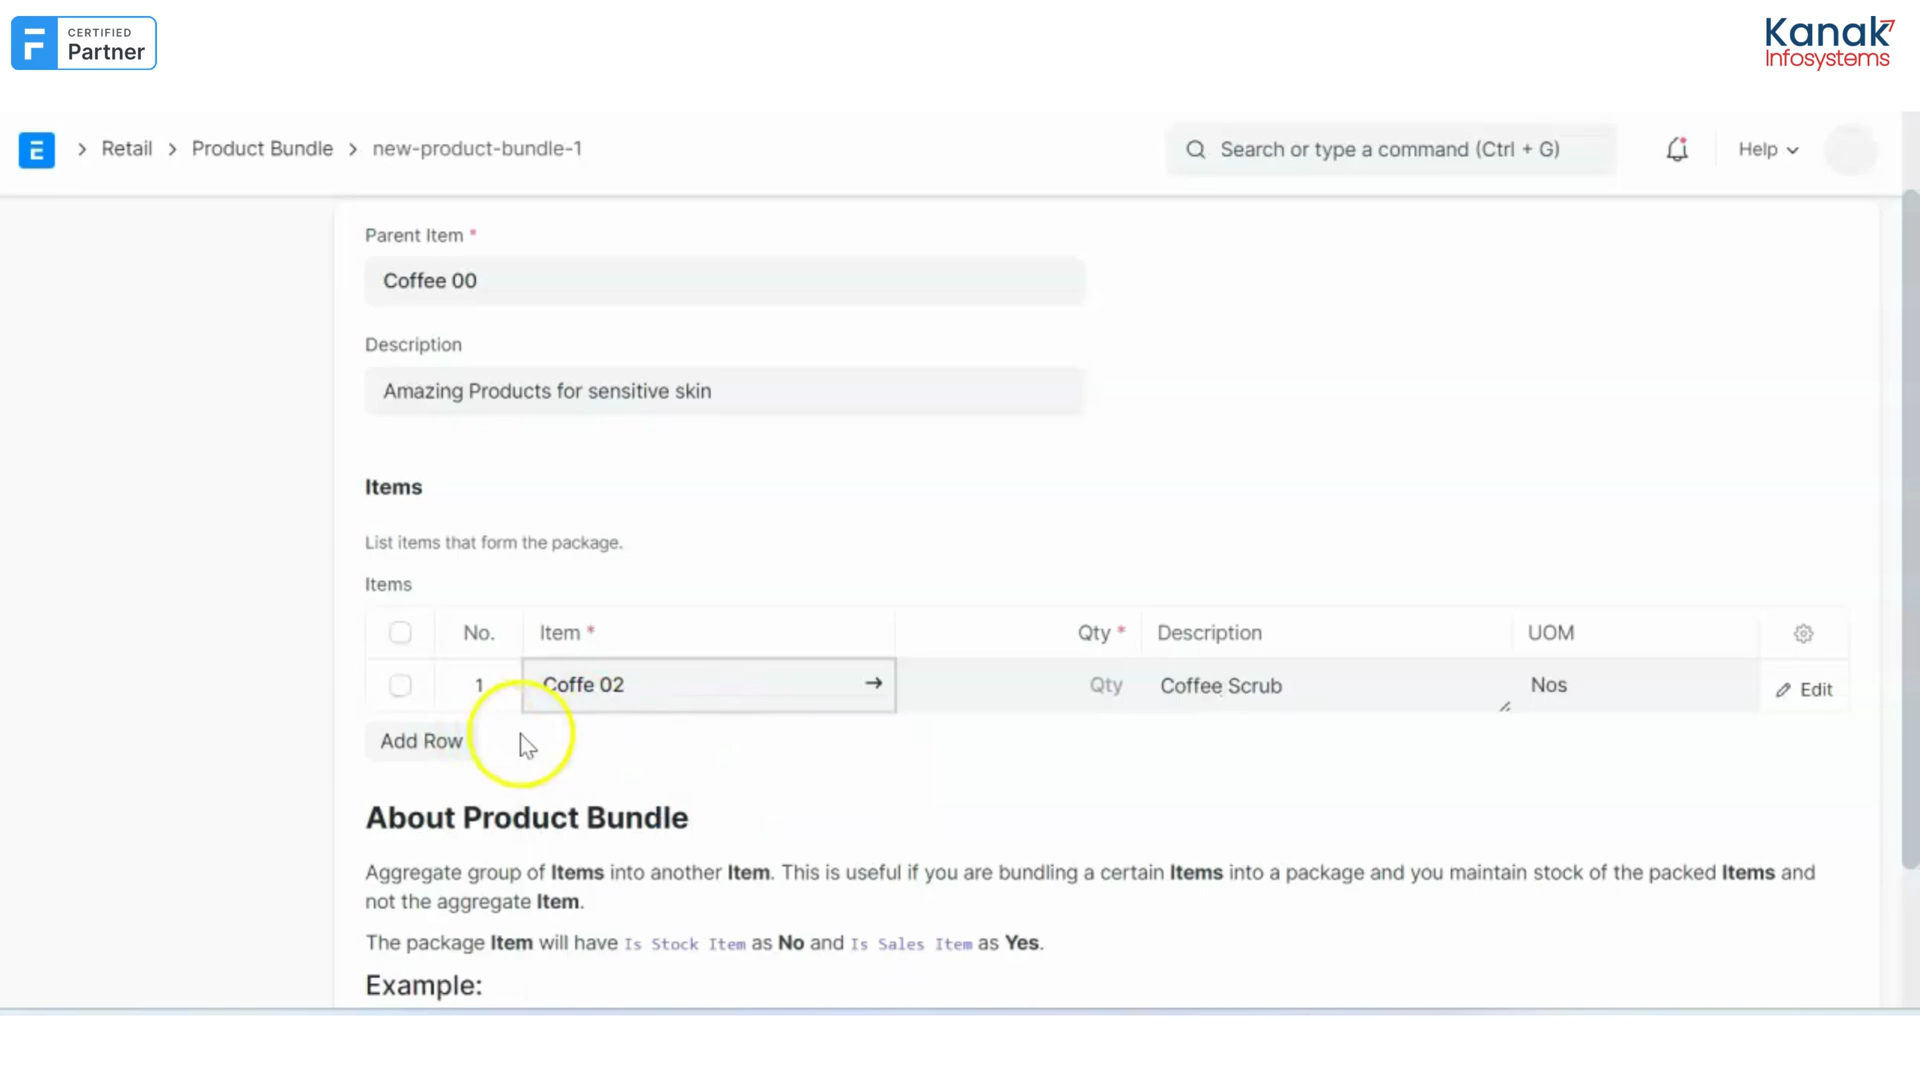 CERTIFIED
Partner
Kanak
Infosystems
Retail > Product Bundle > new-product-bundle-1
Search or type a command (Ctrl + G)
Help
Parent Item *
Coffee 00
Description
Amazing Products for sensitive skin
Items
List items that form the package.
Items
No. Item * Qty * Description UOM
1 Coffe 02 → Qty Coffee Scrub Nos Edit
Add Row
About Product Bundle
Aggregate group of Items into another Item. This is useful if you are bundling a certain Items into a package and you maintain stock of the packed Items and
not the aggregate Item.
The package Item will have Is Stock Item as No and Is Sales Item as Yes.
Example: